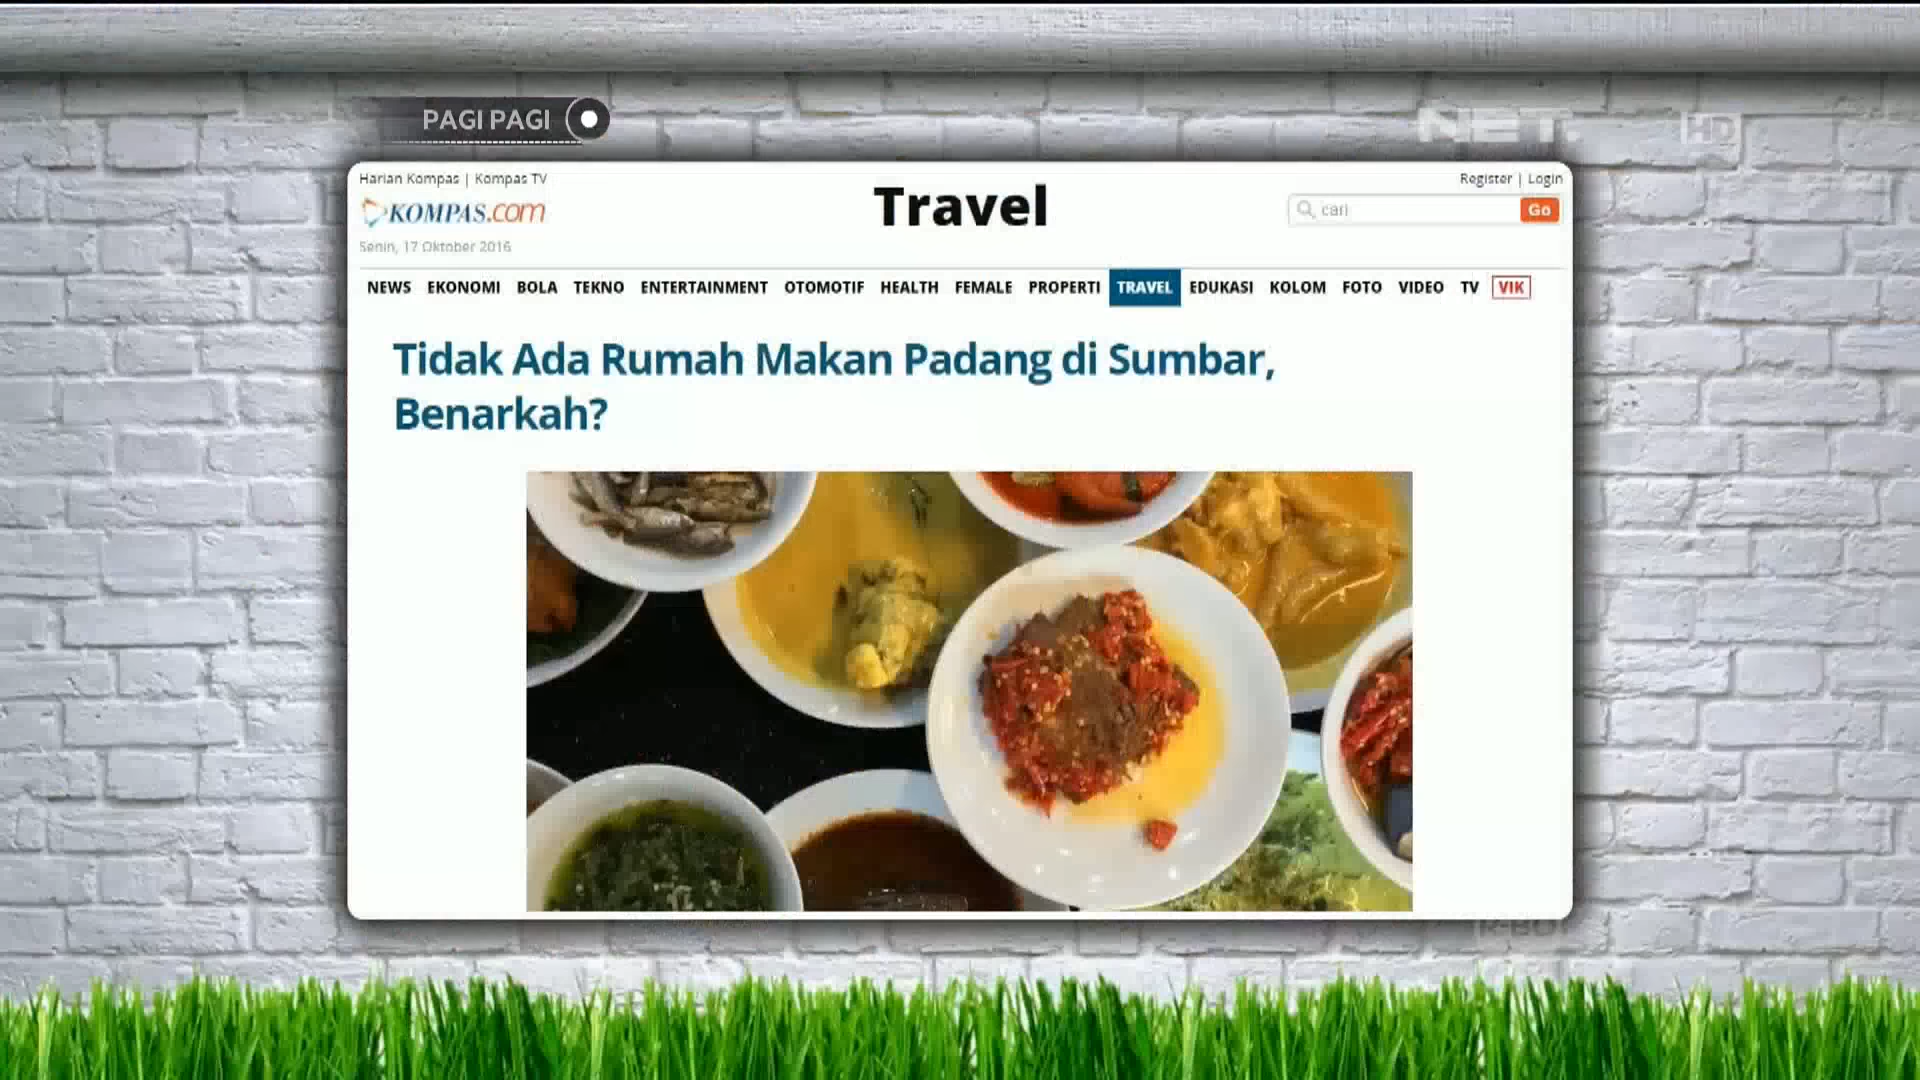 PAGI PAGI
NET.
HD
Harian Kompas | Kompas TV
Register | Login
KOMPAS.com
Travel
cari
Go
Senin, 17 Oktober 2016
NEWS EKONOMI BOLA TEKNO ENTERTAINMENT OTOMOTIF HEALTH FEMALE PROPERTI TRAVEL EDUKASI KOLOM FOTO VIDEO TV VIK
Tidak Ada Rumah Makan Padang di Sumbar,
Benarkah?